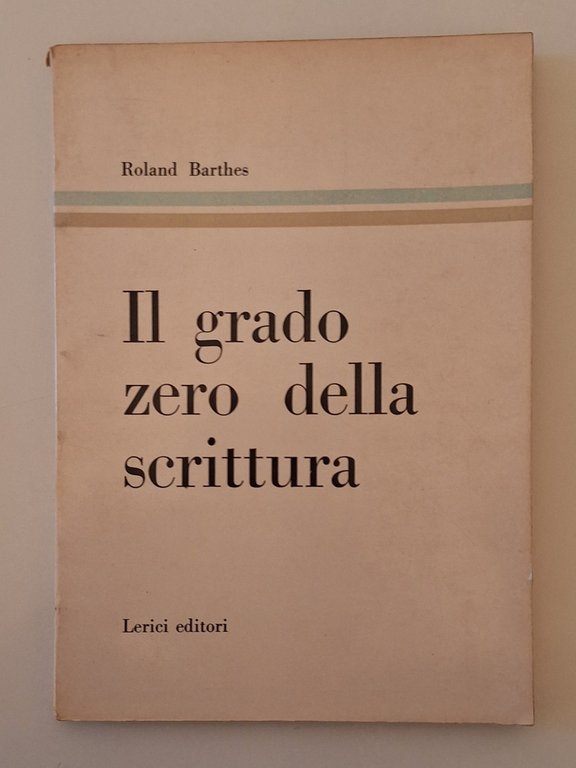 Roland Barthes
Il grado
zero della
scrittura
Lerici editori